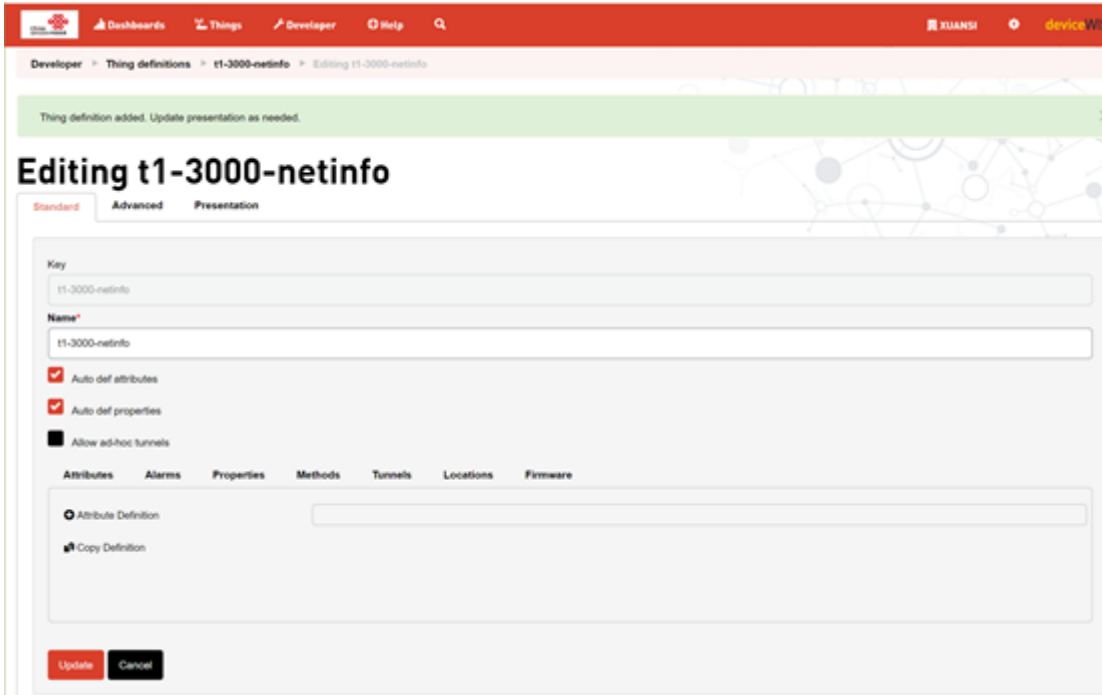 Dashboards Things Developer Help XUANSI deviceWI
Developer Thing definitions t1-3000-netinfo Editing t1-3000-netinfo
Thing definition added. Update presentation as needed.
Editing t1-3000-netinfo
Standard Advanced Presentation
Key
t1-3000-netinfo
Name*
t1-3000-netinfo
Auto def attributes
Auto def properties
Allow ad-hoc tunnels
Attributes Alarms Properties Methods Tunnels Locations Firmware
Attribute Definition
Copy Definition
Update Cancel